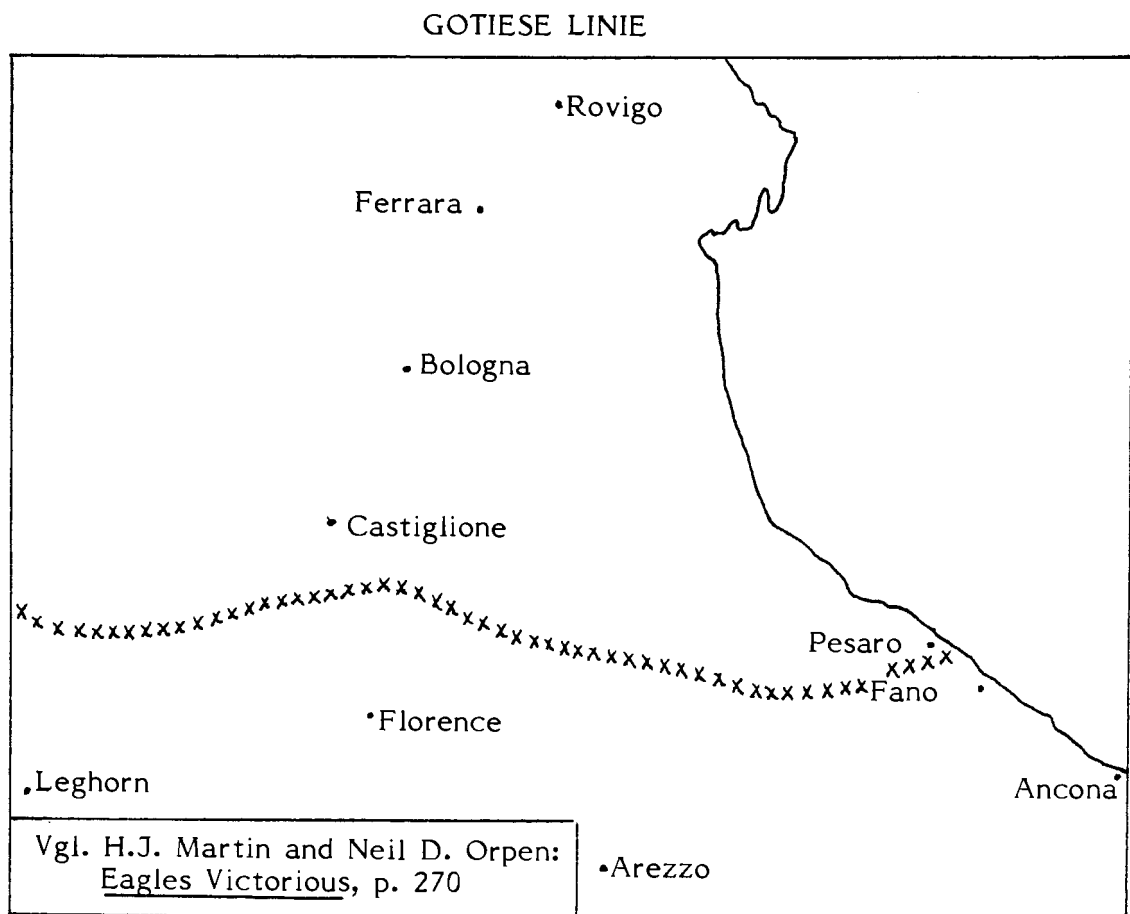 GOTIESE LINIE
Rovigo
Ferrara
Bologna
Castiglione
Pesaro
Fano
Florence
Leghorn
Ancona
Vgl. H.J. Martin and Neil D. Orpen:
Eagles Victorious, p. 270
Arezzo